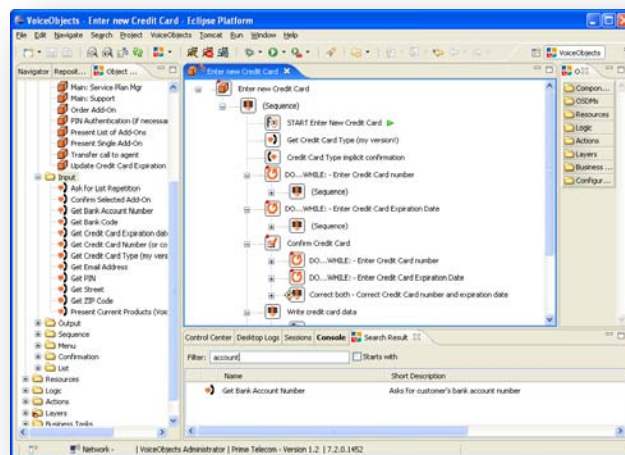 VoiceObjects - Enter new Credit Card - Eclipse Platform
File Edit Navigate Search Project VoiceObjects Tomcat Run Window Help
VoiceObjects
Navigator Reposit... Object ...
Main: Service Plan Mgr
Main: Support
Order Add-On
PIN Authentication (if necessar
Present List of Add-Ons
Present Single Add-On
Transfer call to agent
Update Credit Card Expiration
Input
Ask for List Repetition
Confirm Selected Add-On
Get Bank Account Number
Get Bank Code
Get Credit Card Expiration date
Get Credit Card Number (or co
Get Credit Card Type (my vers
Get Email Address
Get PIN
Get Street
Get ZIP Code
Present Current Products (Voic
Output
Sequence
Menu
Confirmation
List
Resources
Logic
Actions
Layers
Business Tasks
Enter new Credit Card
Enter new Credit Card
(Sequence)
START Enter New Credit Card
Get Credit Card Type (my version!)
Credit Card Type implicit confirmation
DO...WHILE: - Enter Credit Card number
(Sequence)
DO...WHILE: - Enter Credit Card Expiration Date
(Sequence)
Confirm Credit Card
DO...WHILE: - Enter Credit Card number
DO...WHILE: - Enter Credit Card Expiration Date
Correct both - Correct Credit Card number and expiration date
Write credit card data
Compon...
OSDMs
Resources
Logic
Actions
Layers
Business ...
Configur...
Control Center Desktop Logs Sessions Console Search Result
Filter: account Starts with
Name Short Description
Get Bank Account Number Asks for customer's bank account number
Network - | VoiceObjects Administrator | Prime Telecom - Version 1.2 | 7.2.0.1452